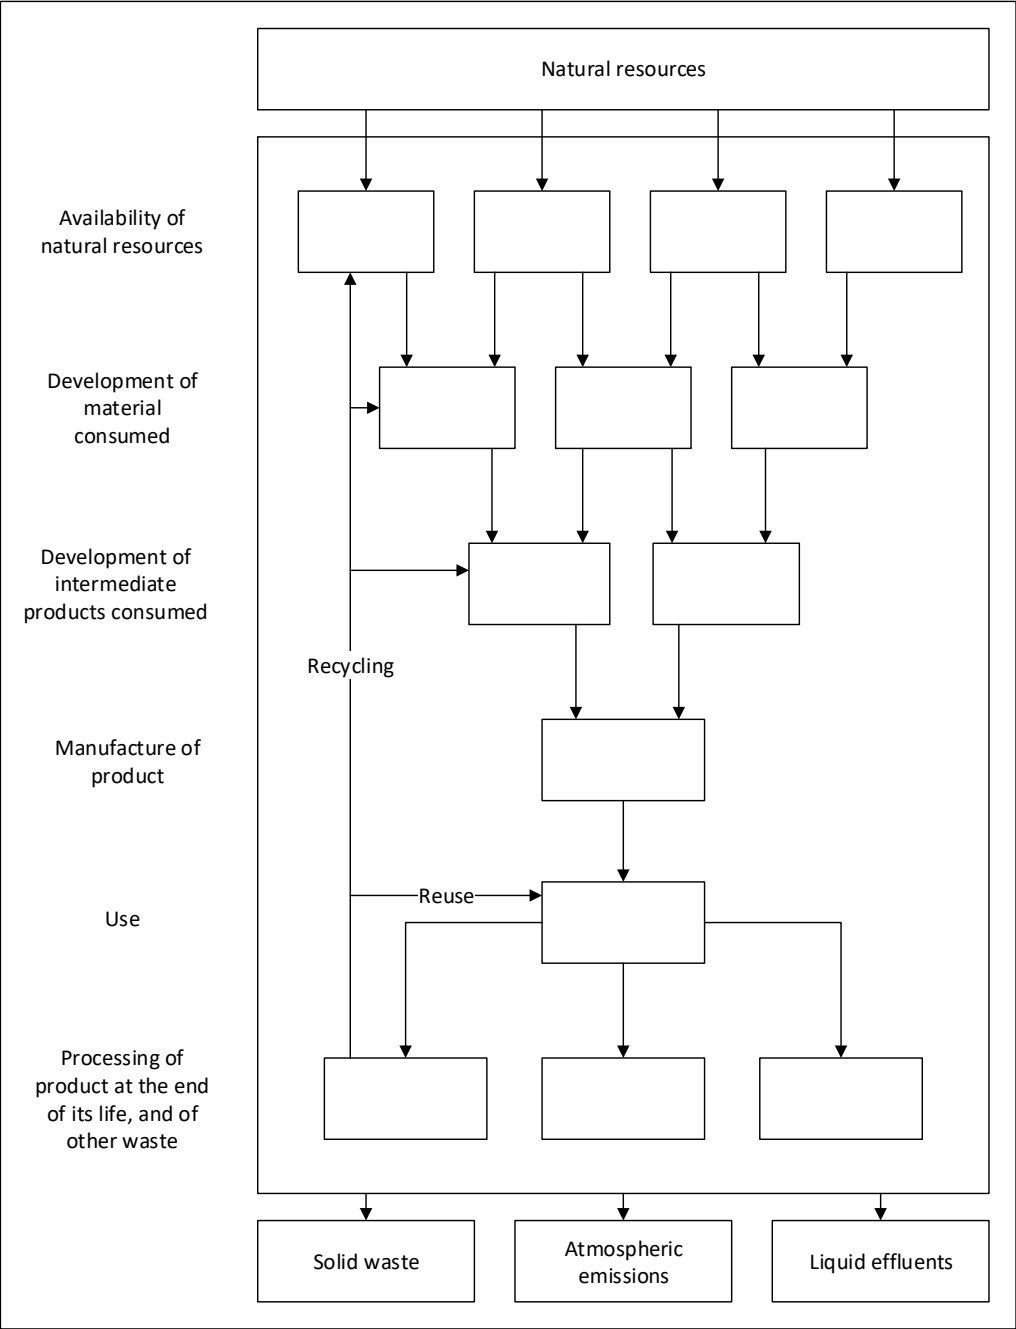 Natural resources
Availability of
natural resources
Development of
material
consumed
Development of
intermediate
products consumed
Recycling
Manufacture of
product
Reuse
Use
Processing of
product at the end
of its life, and of
other waste
Solid waste
Atmospheric
emissions
Liquid effluents